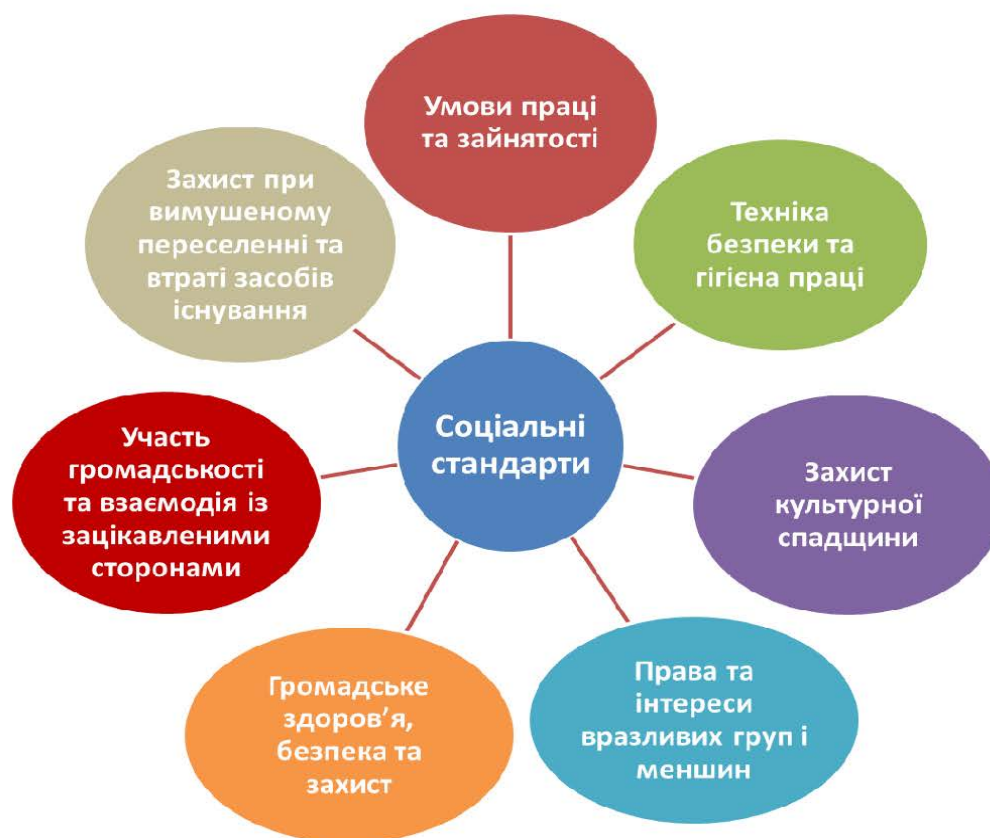 Умови праці
та зайнятості
Техніка
безпеки та
гігієна праці
Захист
культурної
спадщини
Права та
інтереси
вразливих груп і
меншин
Громадське
здоров’я,
безпека та
захист
Участь
громадськості
та взаємодія із
зацікавленими
сторонами
Захист при
вимушеному
переселенні та
втраті засобів
існування
Соціальні
стандарти